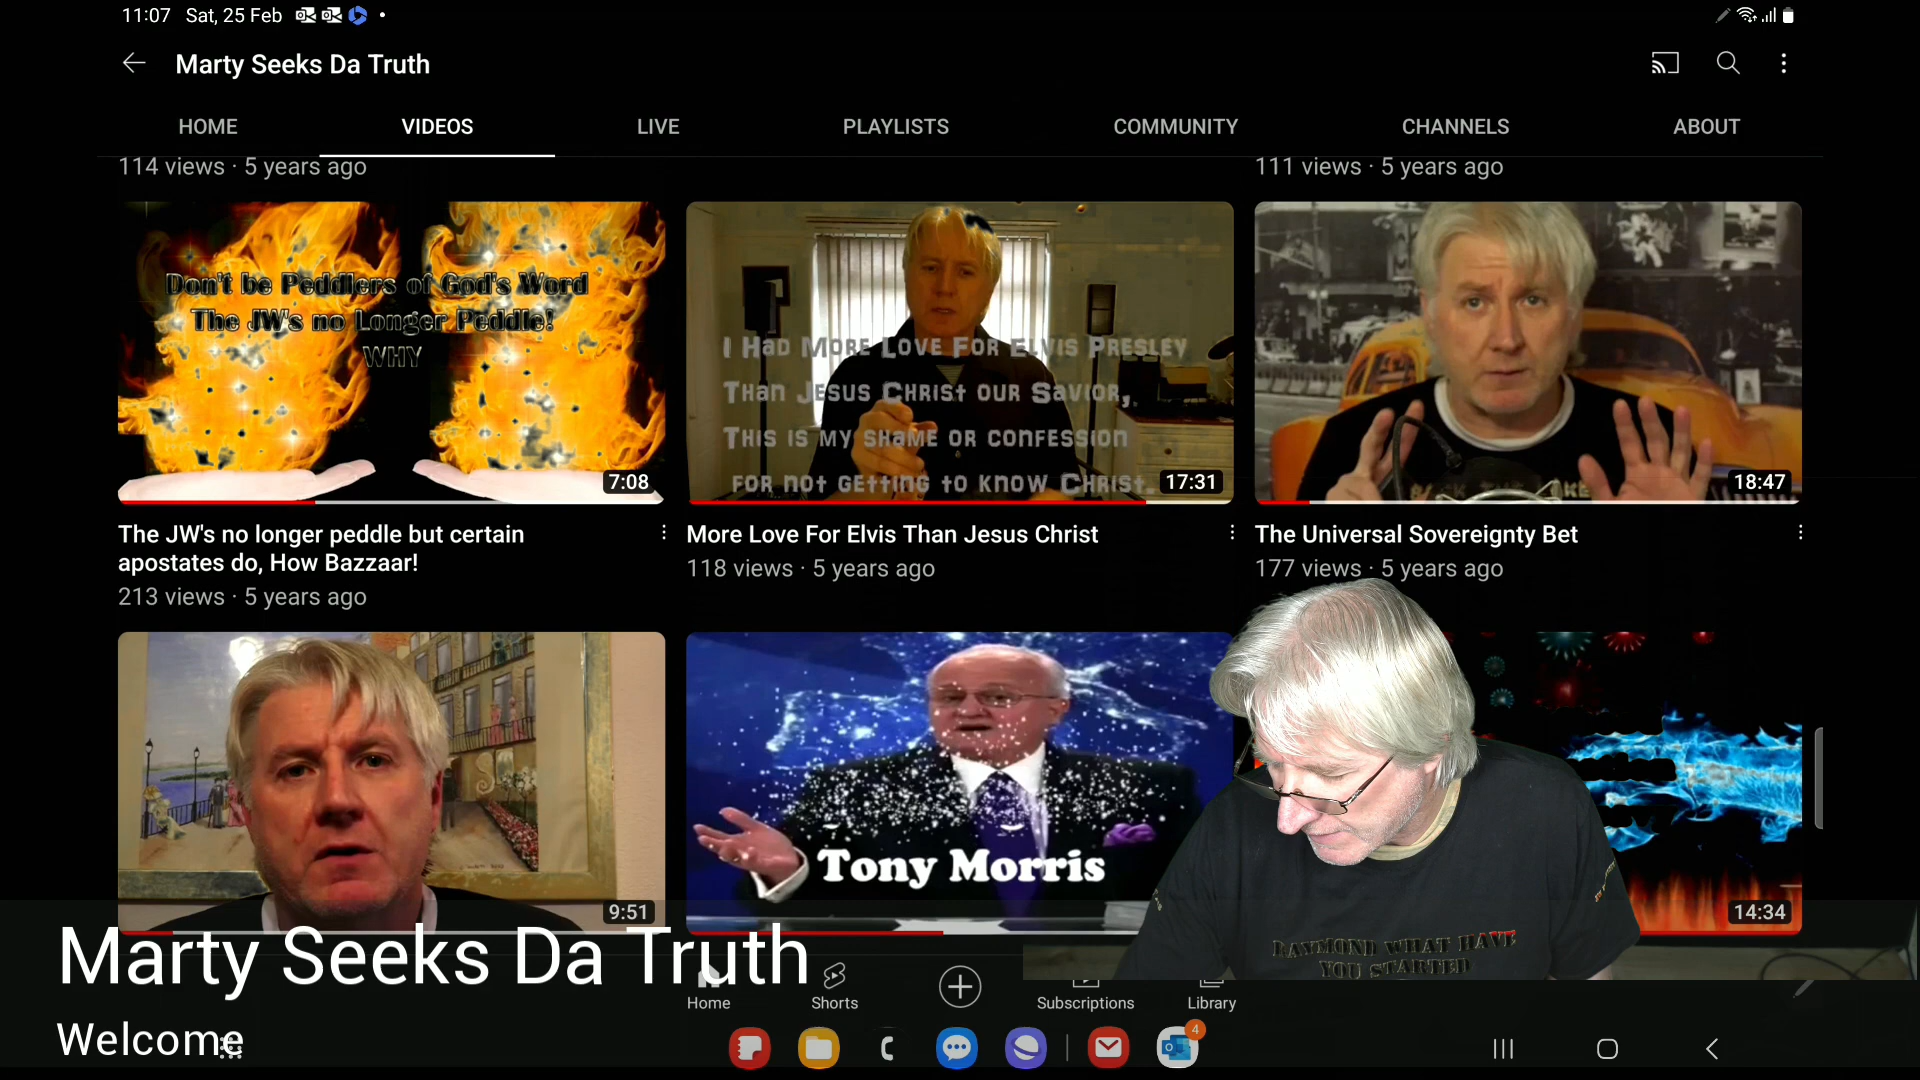 11:07 Sat, 25 Feb
Marty Seeks Da Truth
HOME VIDEOS LIVE PLAYLISTS COMMUNITY CHANNELS ABOUT
114 views · 5 years ago
111 views · 5 years ago
Don't be Peddlers of God's Word
The JW's no Longer Peddle!
WHY
7:08
I Had More Love For Elvis Presley
Than Jesus Christ our Savior,
This is my shame or confession
for not getting to know Christ.
17:31
18:47
The JW's no longer peddle but certain
apostates do, How Bazzaar!
213 views · 5 years ago
More Love For Elvis Than Jesus Christ
118 views · 5 years ago
The Universal Sovereignty Bet
177 views · 5 years ago
9:51
Tony Morris
14:34
RAYMOND WHAT HAVE
YOU STARTED
Marty Seeks Da Truth
Welcome
Home Shorts Subscriptions Library
4